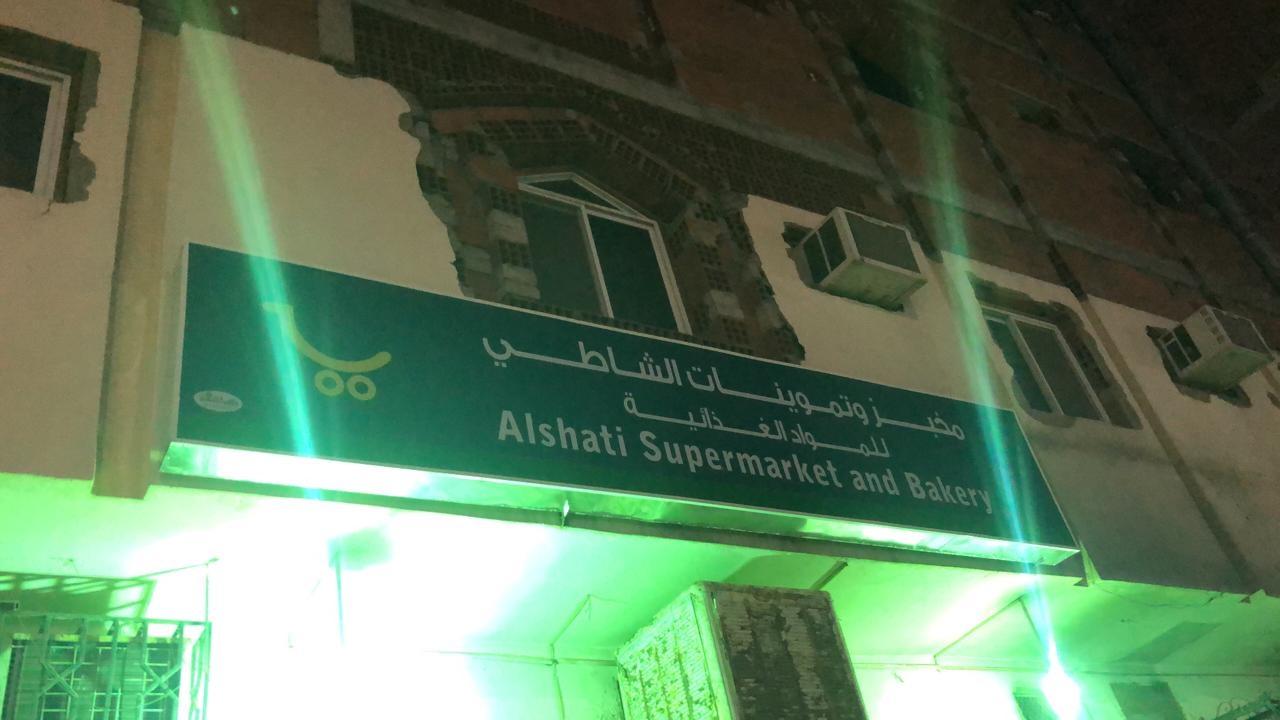 مخبز وتموينات الشاطي
للمواد الغذائية
Alshati Supermarket and Bakery